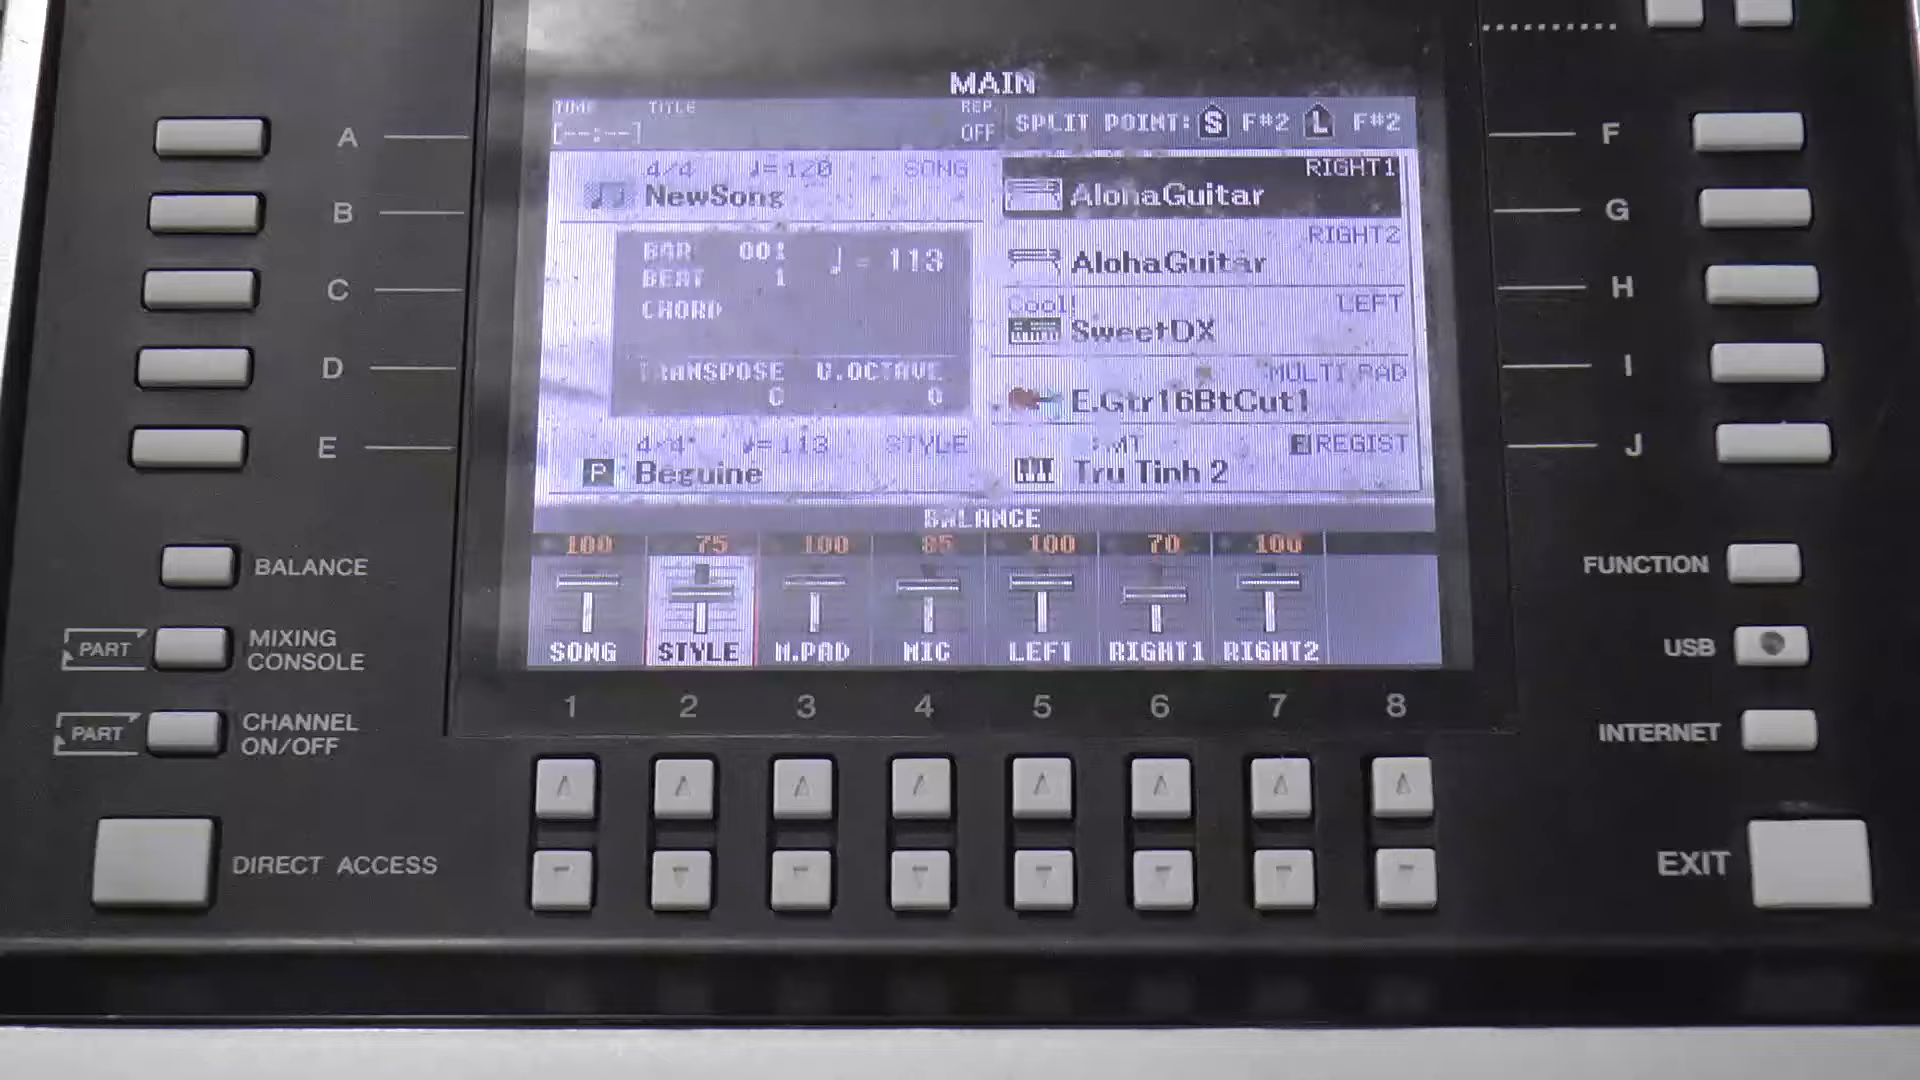 MAIN
TIME TITLE REP.
[--:--] OFF
SPLIT POINT: S F#2 L F#2
4/4 ♩=120 SONG
NewSong
BAR 001 ♩= 113
BEAT 1
CHORD
TRANSPOSE U.OCTAVE
C 0
4/4 ♩=113 STYLE
P Beguine
RIGHT1
AlohaGuitar
RIGHT2
AlohaGuitar
Cool! LEFT
SweetDX
MULTI PAD
E.Gtr16BtCut1
REGIST
Tru Tinh 2
BALANCE
100 75 100 85 100 70 100
SONG STYLE M.PAD MIC LEFT RIGHT1 RIGHT2
1 2 3 4 5 6 7 8
A
B
C
D
E
BALANCE
PART MIXING
CONSOLE
PART CHANNEL
ON/OFF
DIRECT ACCESS
F
G
H
I
J
FUNCTION
USB
INTERNET
EXIT